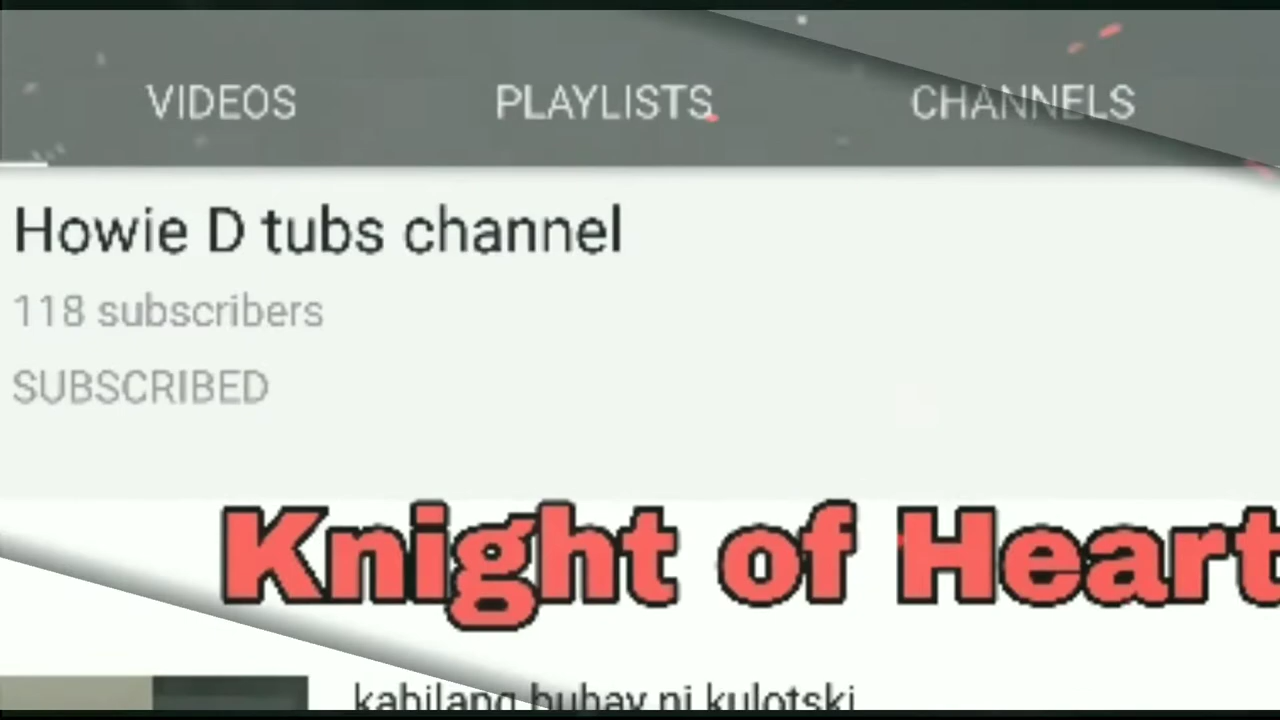 VIDEOS PLAYLISTS CHANNELS
Howie D tubs channel
118 subscribers
SUBSCRIBED
Knight of Heart
kabilang buhay ni kulotski